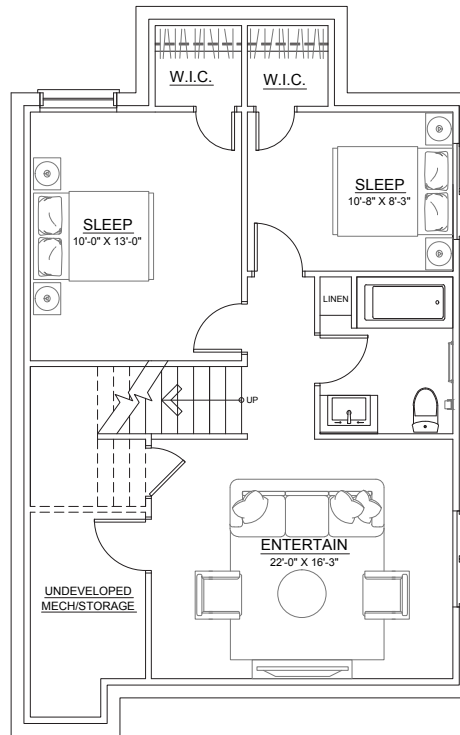 W.I.C.
W.I.C.
SLEEP
10'-0" X 13'-0"
SLEEP
10'-8" X 8'-3"
LINEN
UP
ENTERTAIN
22'-0" X 16'-3"
UNDEVELOPED
MECH/STORAGE